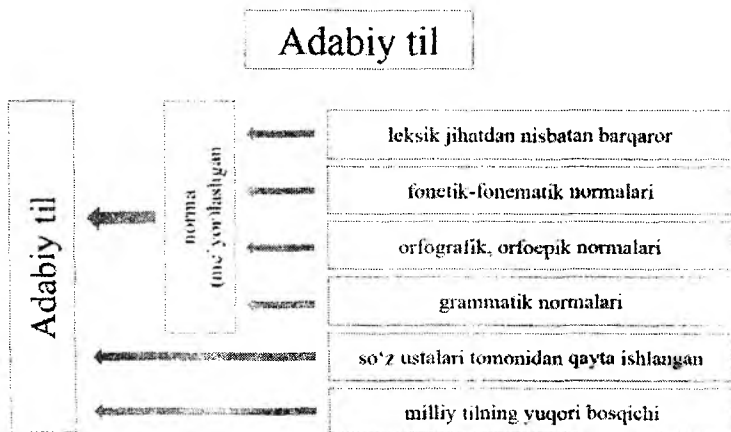 Adabiy til
Adabiy til
norma
(me’yorilashgan
leksik jihatdan nisbatan barqaror
fonetik-fonematik normalari
orfografik, orfoepik normalari
grammatik normalari
so‘z ustalari tomonidan qayta ishlangan
milliy tilning yuqori bosqichi